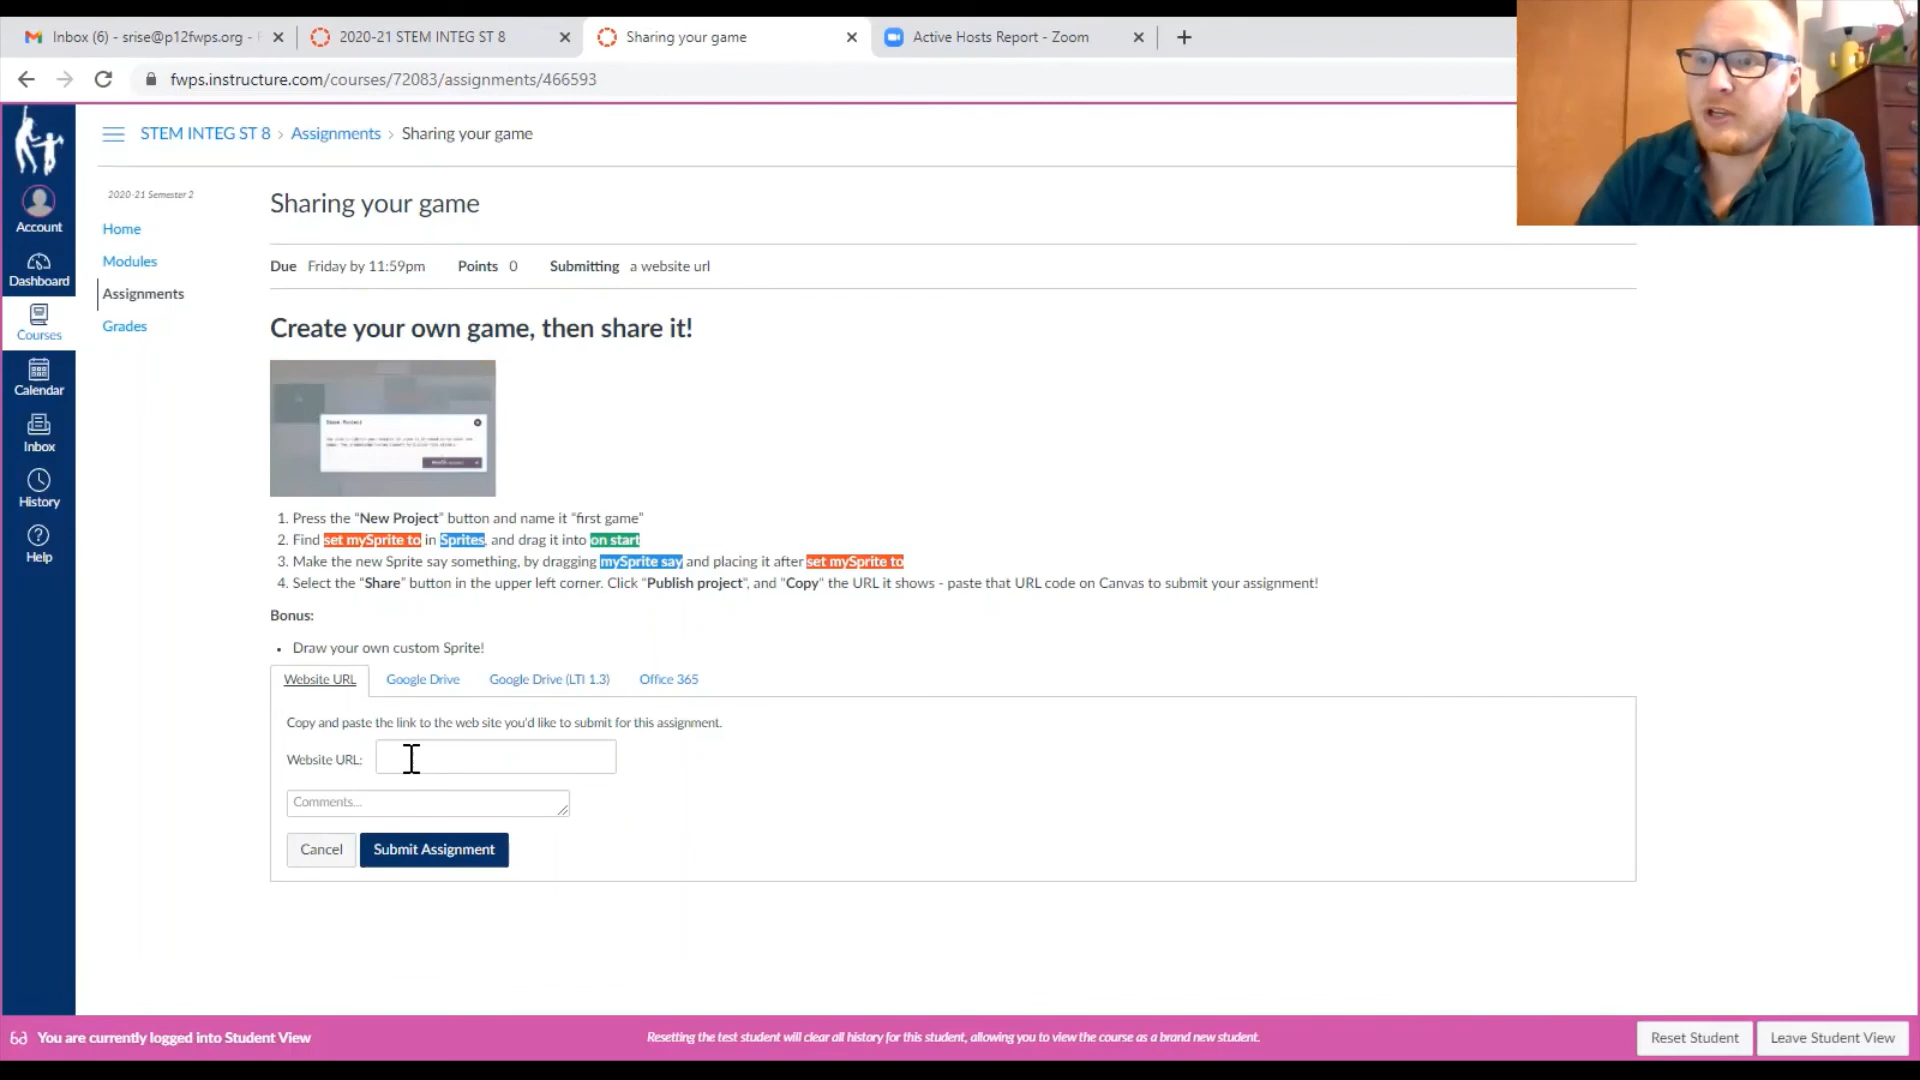 Inbox (6) - srise@p12fwps.org -
2020-21 STEM INTEG ST 8
Sharing your game
Active Hosts Report - Zoom
fwps.instructure.com/courses/72083/assignments/466593
STEM INTEG ST 8 › Assignments › Sharing your game
Account
Dashboard
Courses
Calendar
Inbox
History
Help
2020-21 Semester 2
Home
Modules
Assignments
Grades
Sharing your game
Due Friday by 11:59pm Points 0 Submitting a website url
Create your own game, then share it!
1. Press the “New Project” button and name it “first game”
2. Find set mySprite to in Sprites, and drag it into on start
3. Make the new Sprite say something, by dragging mySprite say and placing it after set mySprite to
4. Select the “Share” button in the upper left corner. Click “Publish project”, and “Copy” the URL it shows - paste that URL code on Canvas to submit your assignment!
Bonus:
• Draw your own custom Sprite!
Website URL Google Drive Google Drive (LTI 1.3) Office 365
Copy and paste the link to the web site you'd like to submit for this assignment.
Website URL:
Comments...
Cancel Submit Assignment
You are currently logged into Student View
Resetting the test student will clear all history for this student, allowing you to view the course as a brand new student.
Reset Student Leave Student View